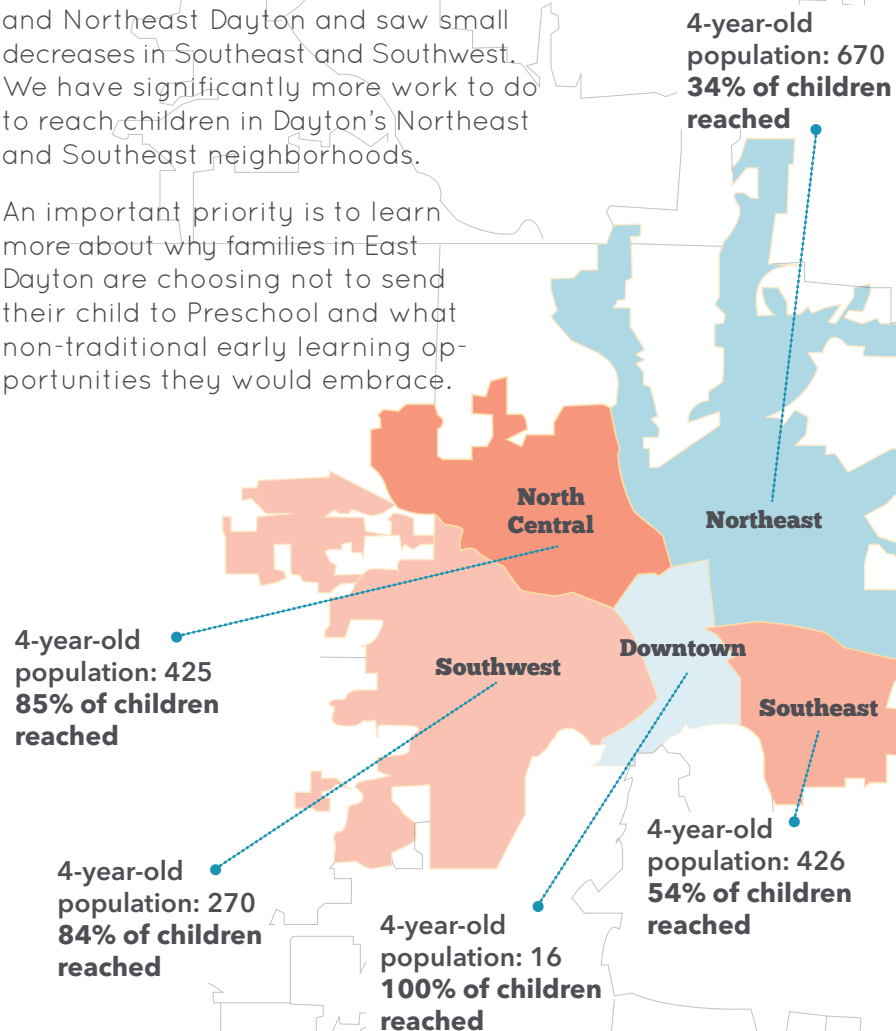 and Northeast Dayton and saw small
decreases in Southeast and Southwest.
We have significantly more work to do
to reach children in Dayton's Northeast
and Southeast neighborhoods.
An important priority is to learn
more about why families in East
Dayton are choosing not to send
their child to Preschool and what
non-traditional early learning op-
portunities they would embrace.
4-year-old
population: 670
34% of children
reached
North
Central
Northeast
4-year-old
population: 425
85% of children
reached
Southwest
Downtown
Southeast
4-year-old
population: 270
84% of children
reached
4-year-old
population: 16
100% of children
reached
4-year-old
population: 426
54% of children
reached